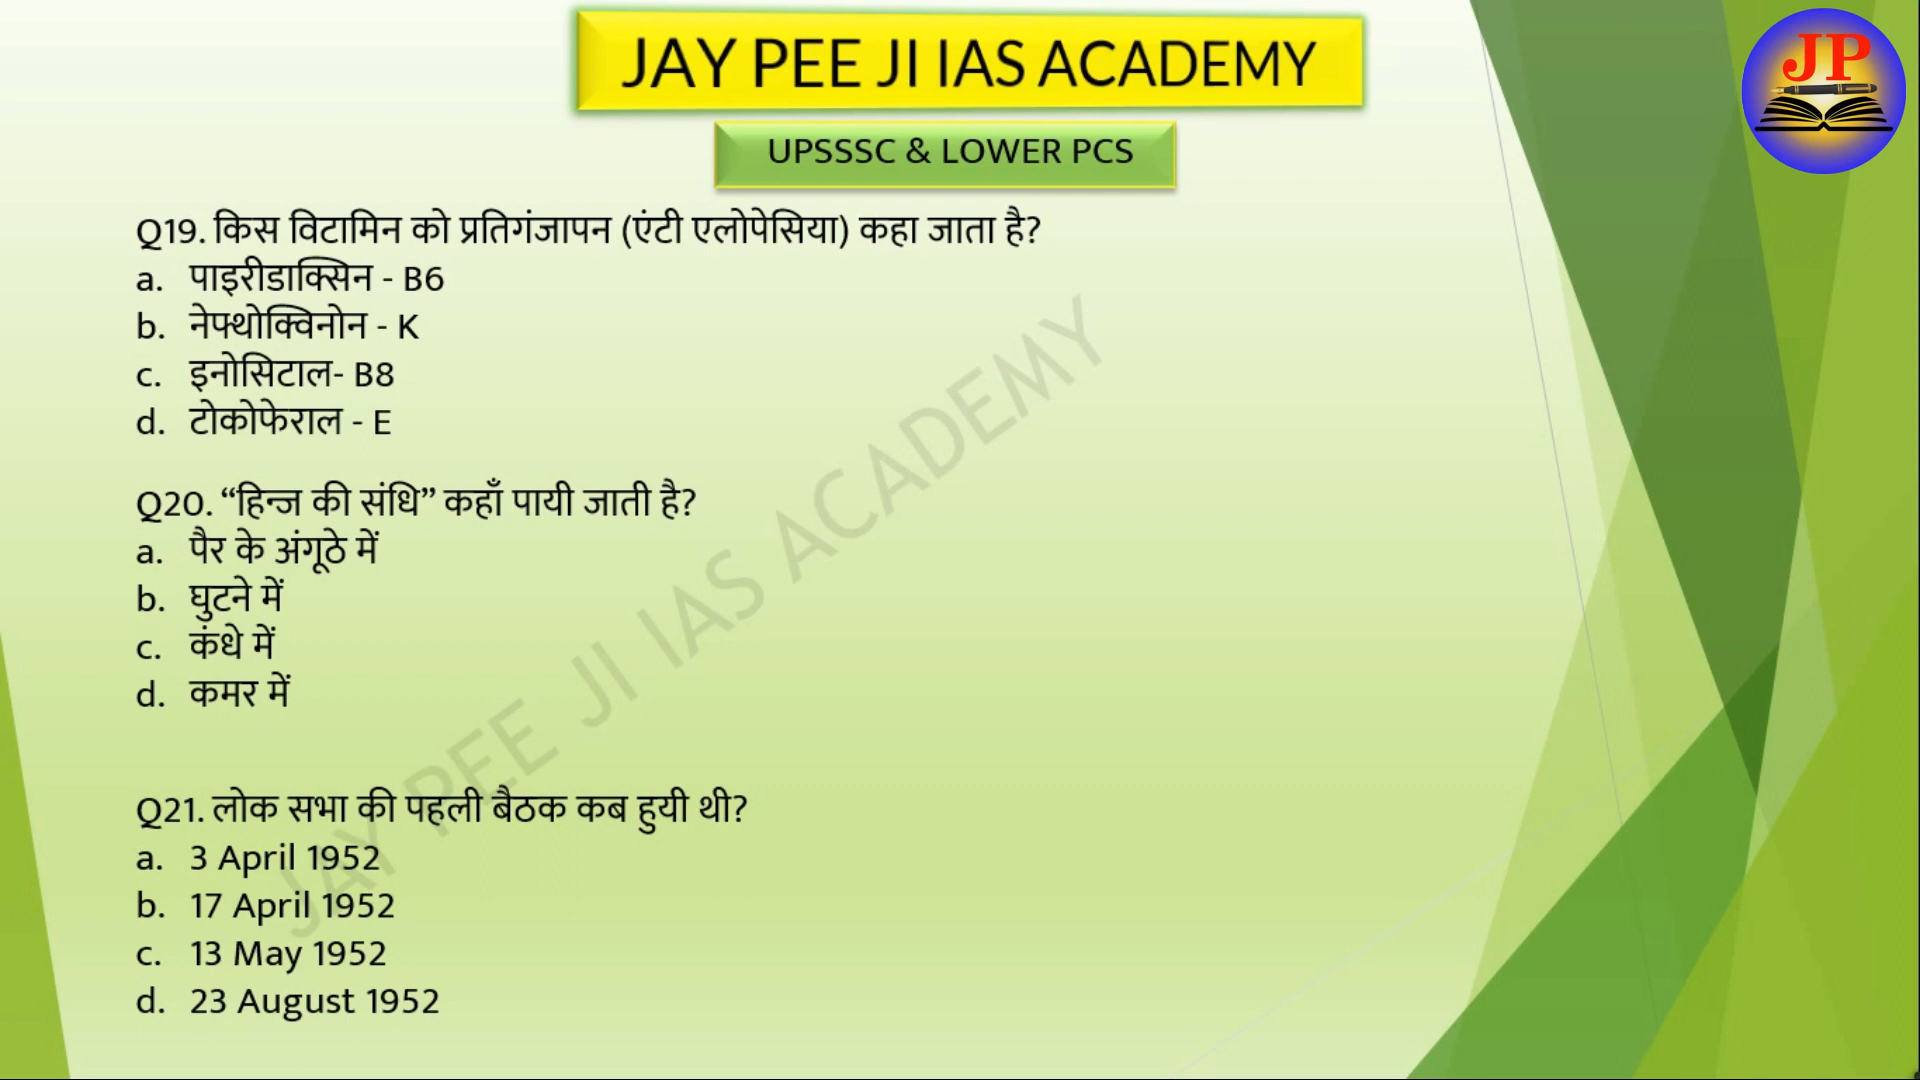 JAY PEE JI IAS ACADEMY
JP
UPSSSC & LOWER PCS
Q19. किस विटामिन को प्रतिगंजापन (एंटी एलोपेसिया) कहा जाता है?
a. पाइरीडाक्सिन - B6
b. नेफ्थोक्विनोन - K
c. इनोसिटाल- B8
d. टोकोफेराल - E
Q20. “हिन्ज की संधि” कहाँ पायी जाती है?
a. पैर के अंगूठे में
b. घुटने में
c. कंधे में
d. कमर में
Q21. लोक सभा की पहली बैठक कब हुयी थी?
a. 3 April 1952
b. 17 April 1952
c. 13 May 1952
d. 23 August 1952
JAY PEE JI IAS ACADEMY